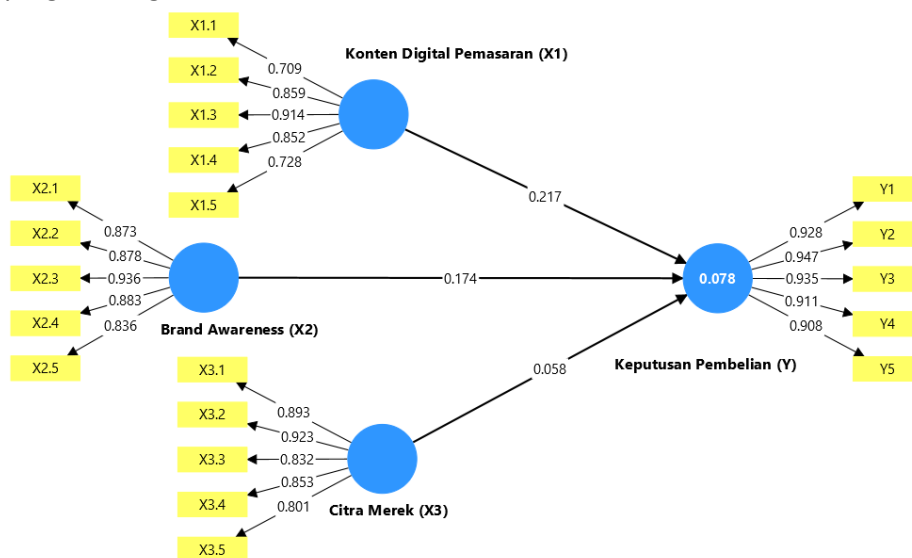 X1.1
X1.2
X1.3
X1.4
X1.5
0.709
0.859
0.914
0.852
0.728
Konten Digital Pemasaran (X1)
0.217
X2.1
X2.2
X2.3
X2.4
X2.5
0.873
0.878
0.936
0.883
0.836
Brand Awareness (X2)
0.174
X3.1
X3.2
X3.3
X3.4
X3.5
0.893
0.923
0.832
0.853
0.801
Citra Merek (X3)
0.058
0.078
Keputusan Pembelian (Y)
0.928
0.947
0.935
0.911
0.908
Y1
Y2
Y3
Y4
Y5